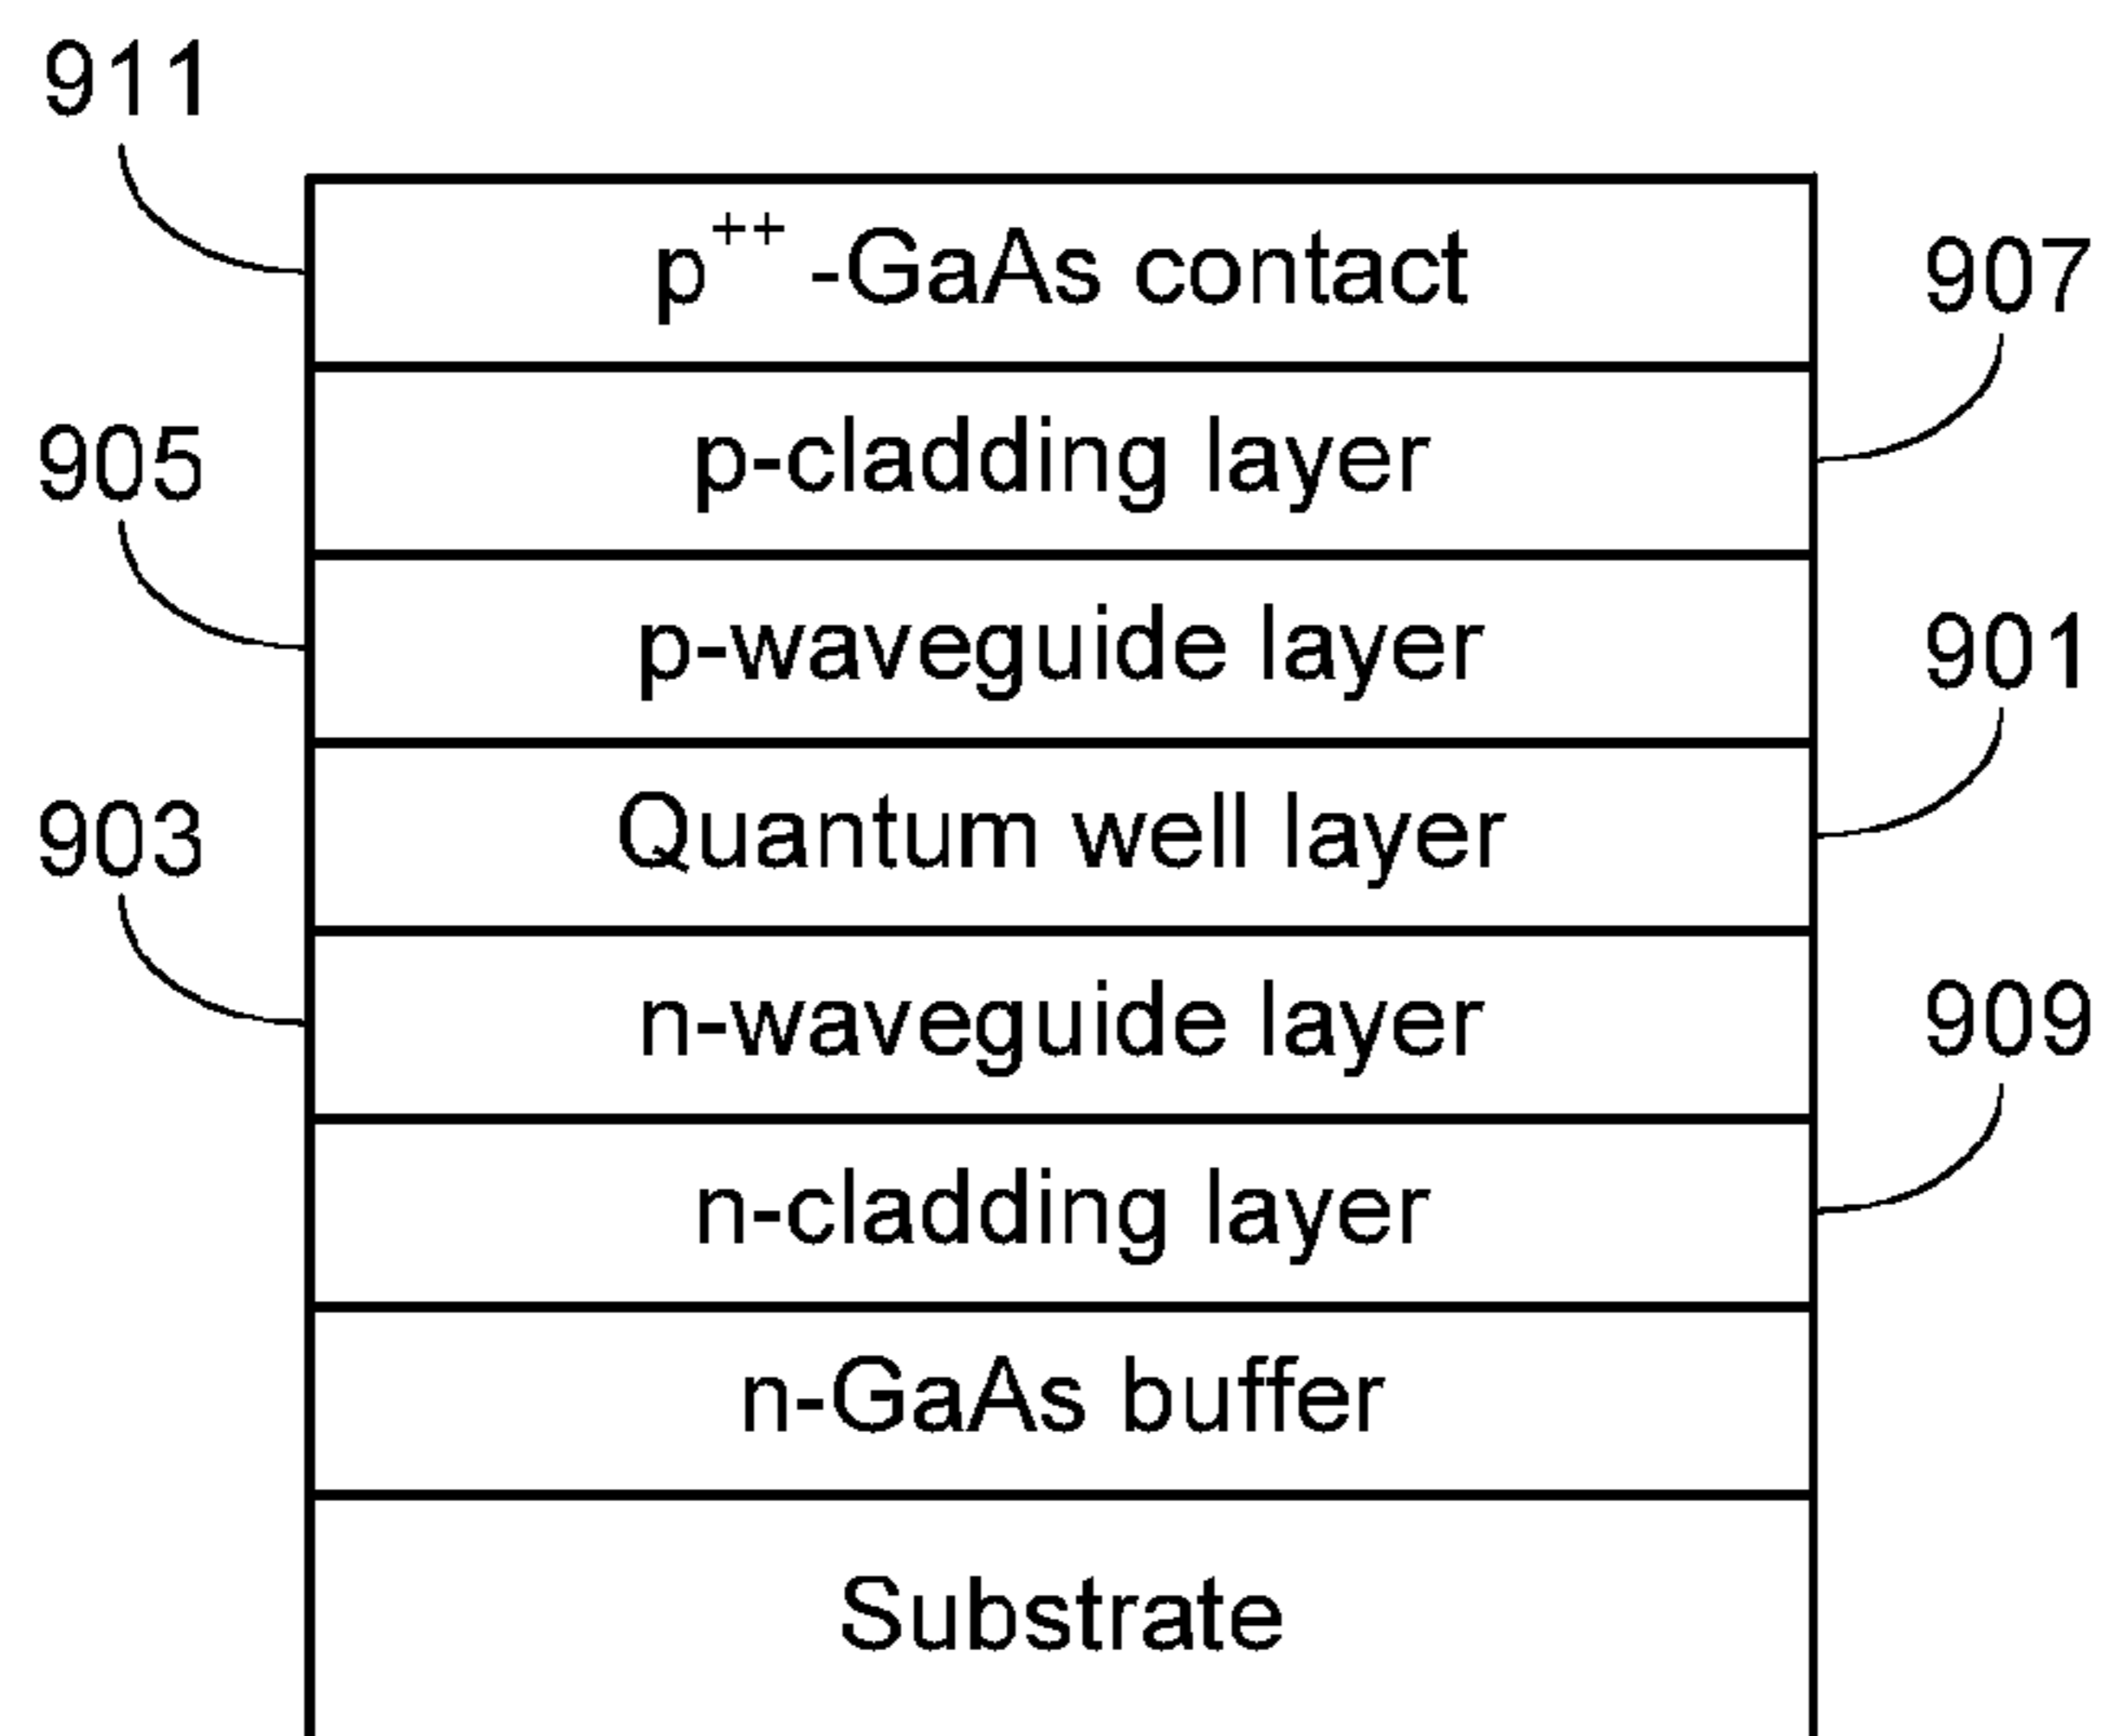 911
p++ -GaAs contact
907
p-cladding layer
905
p-waveguide layer
901
Quantum well layer
903
n-waveguide layer
909
n-cladding layer
n-GaAs buffer
Substrate